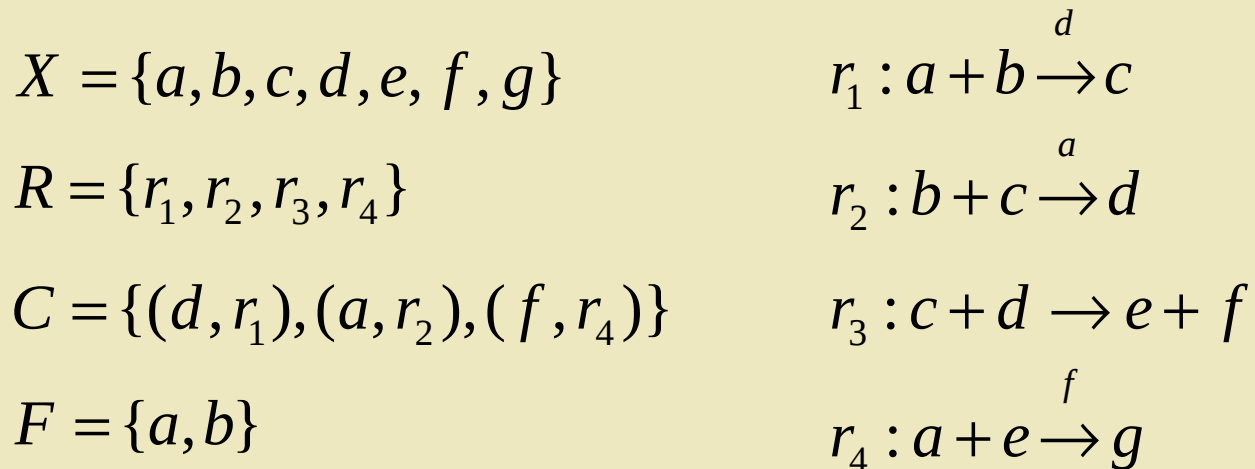 X = {a, b, c, d, e, f, g}
R = {r₁, r₂, r₃, r₄}
C = {(d, r₁), (a, r₂), (f, r₄)}
F = {a, b}
d
r₁ : a + b → c
a
r₂ : b + c → d
r₃ : c + d → e + f
f
r₄ : a + e → g